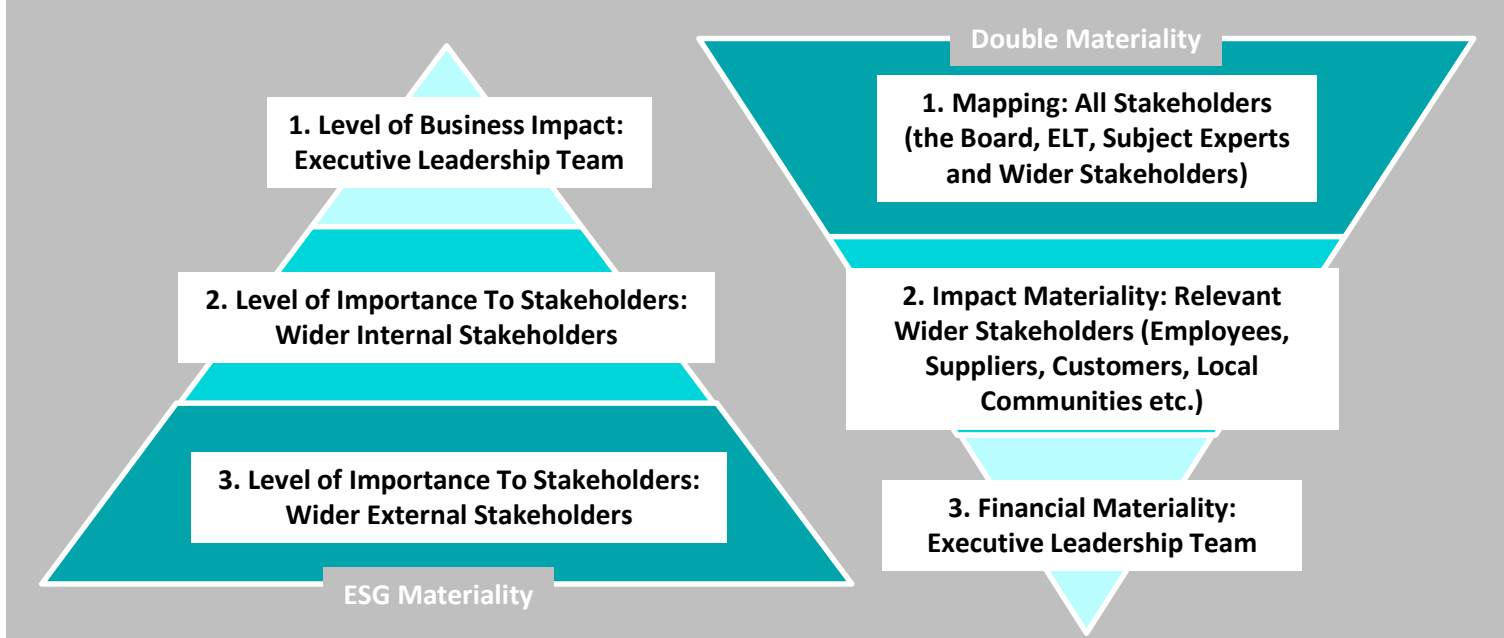 1. Level of Business Impact:
Executive Leadership Team
2. Level of Importance To Stakeholders:
Wider Internal Stakeholders
3. Level of Importance To Stakeholders:
Wider External Stakeholders
ESG Materiality
Double Materiality
1. Mapping: All Stakeholders
(the Board, ELT, Subject Experts
and Wider Stakeholders)
2. Impact Materiality: Relevant
Wider Stakeholders (Employees,
Suppliers, Customers, Local
Communities etc.)
3. Financial Materiality:
Executive Leadership Team